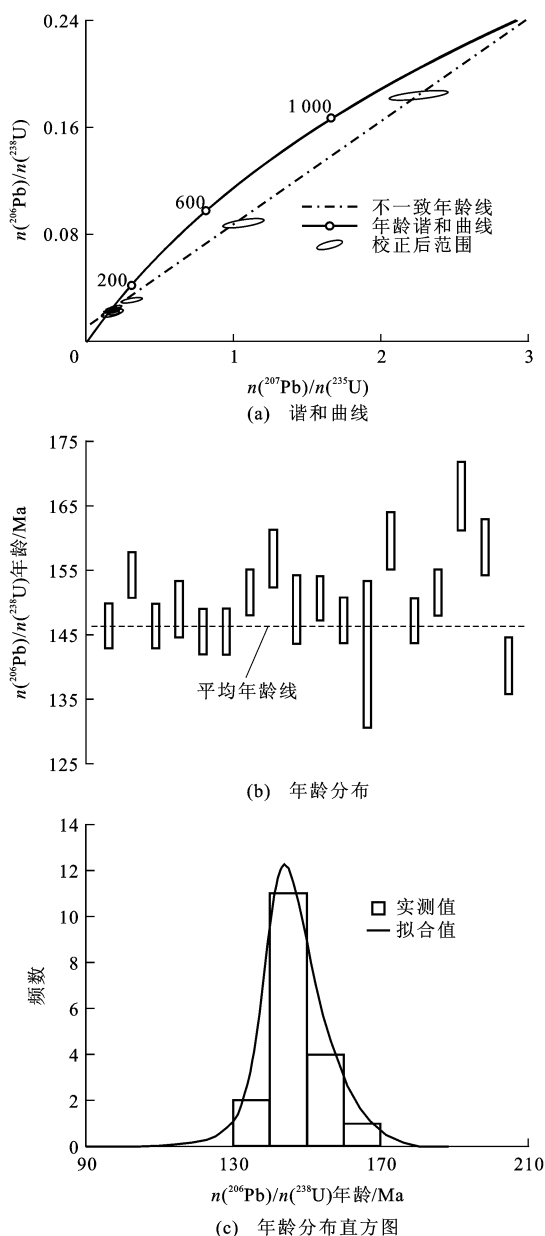 0.24
0.16
0.08
0
n(²⁰⁶Pb)/n(²³⁸U)
1 000
600
200
不一致年龄线
年龄谐和曲线
校正后范围
1 2 3
n(²⁰⁷Pb)/n(²³⁵U)
(a) 谐和曲线
175
165
155
145
135
125
n(²⁰⁶Pb)/n(²³⁸U)年龄/Ma
平均年龄线
(b) 年龄分布
14
12
10
8
6
4
2
0
频数
实测值
拟合值
90 130 170 210
n(²⁰⁶Pb)/n(²³⁸U)年龄/Ma
(c) 年龄分布直方图